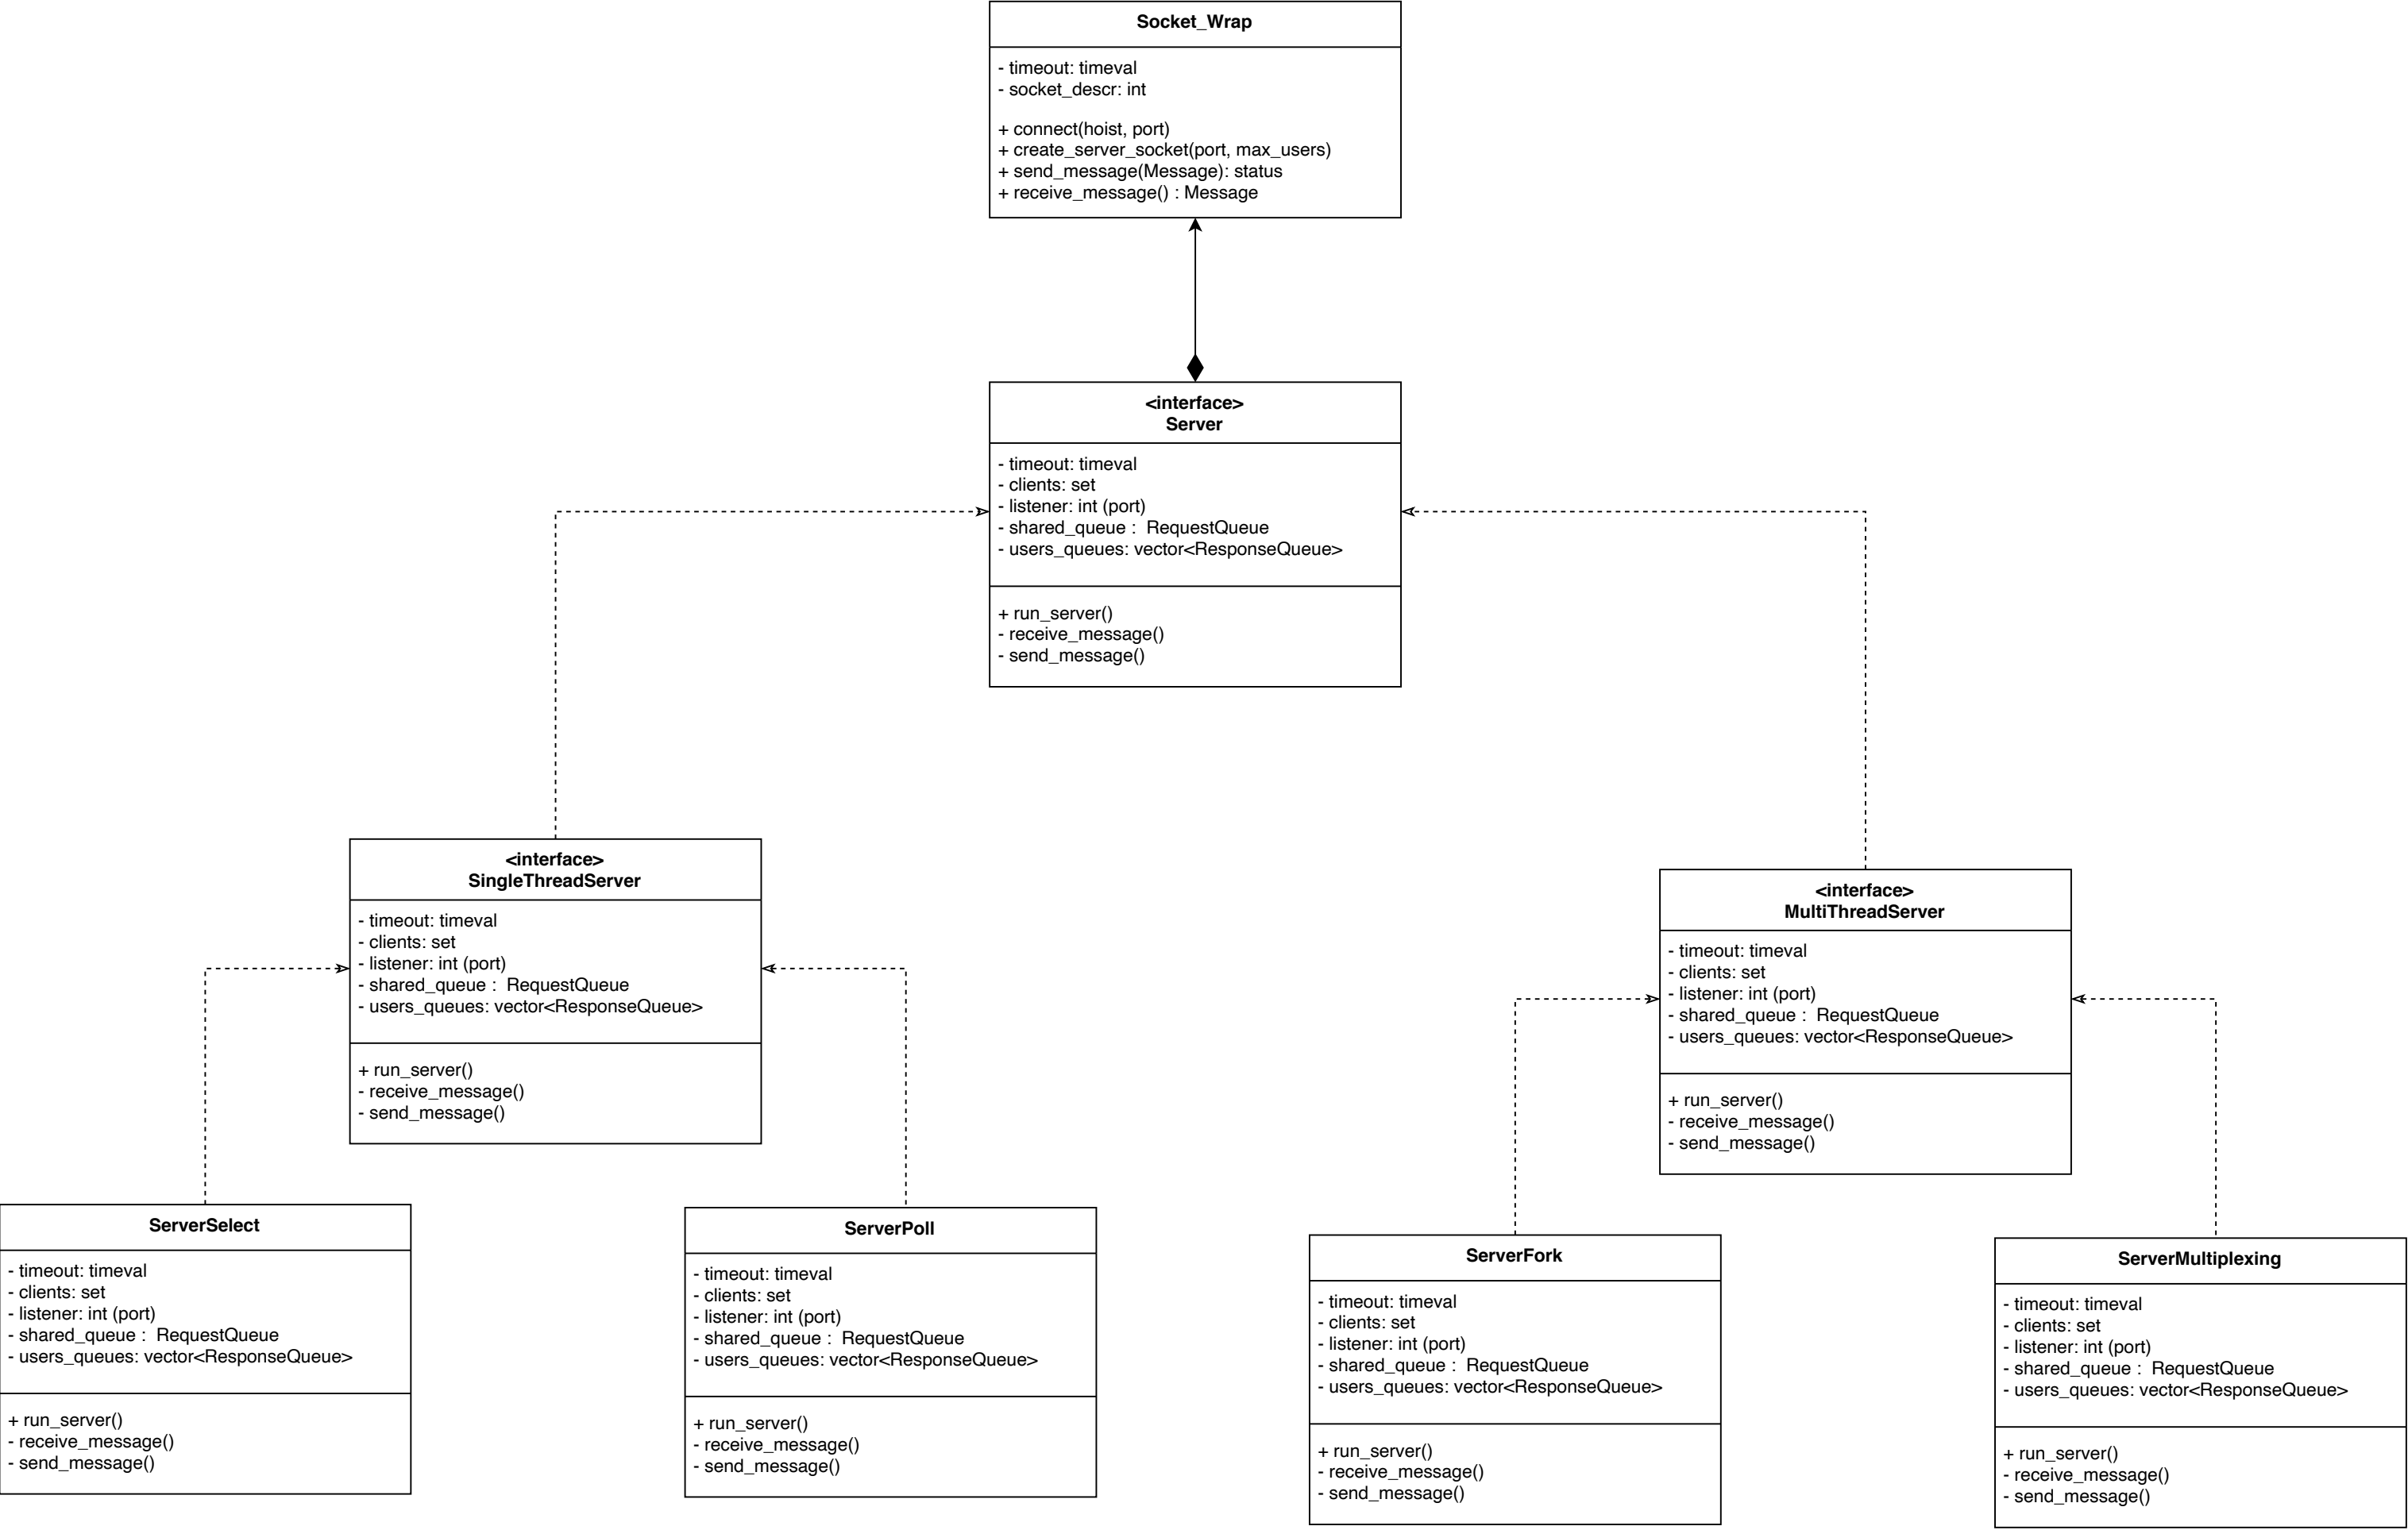 Socket_Wrap
- timeout: timeval
- socket_descr: int
+ connect(hoist, port)
+ create_server_socket(port, max_users)
+ send_message(Message): status
+ receive_message() : Message
<interface>
Server
- timeout: timeval
- clients: set
- listener: int (port)
- shared_queue :  RequestQueue
- users_queues: vector<ResponseQueue>
+ run_server()
- receive_message()
- send_message()
<interface>
SingleThreadServer
- timeout: timeval
- clients: set
- listener: int (port)
- shared_queue :  RequestQueue
- users_queues: vector<ResponseQueue>
+ run_server()
- receive_message()
- send_message()
<interface>
MultiThreadServer
- timeout: timeval
- clients: set
- listener: int (port)
- shared_queue :  RequestQueue
- users_queues: vector<ResponseQueue>
+ run_server()
- receive_message()
- send_message()
ServerSelect
- timeout: timeval
- clients: set
- listener: int (port)
- shared_queue :  RequestQueue
- users_queues: vector<ResponseQueue>
+ run_server()
- receive_message()
- send_message()
ServerPoll
- timeout: timeval
- clients: set
- listener: int (port)
- shared_queue :  RequestQueue
- users_queues: vector<ResponseQueue>
+ run_server()
- receive_message()
- send_message()
ServerFork
- timeout: timeval
- clients: set
- listener: int (port)
- shared_queue :  RequestQueue
- users_queues: vector<ResponseQueue>
+ run_server()
- receive_message()
- send_message()
ServerMultiplexing
- timeout: timeval
- clients: set
- listener: int (port)
- shared_queue :  RequestQueue
- users_queues: vector<ResponseQueue>
+ run_server()
- receive_message()
- send_message()